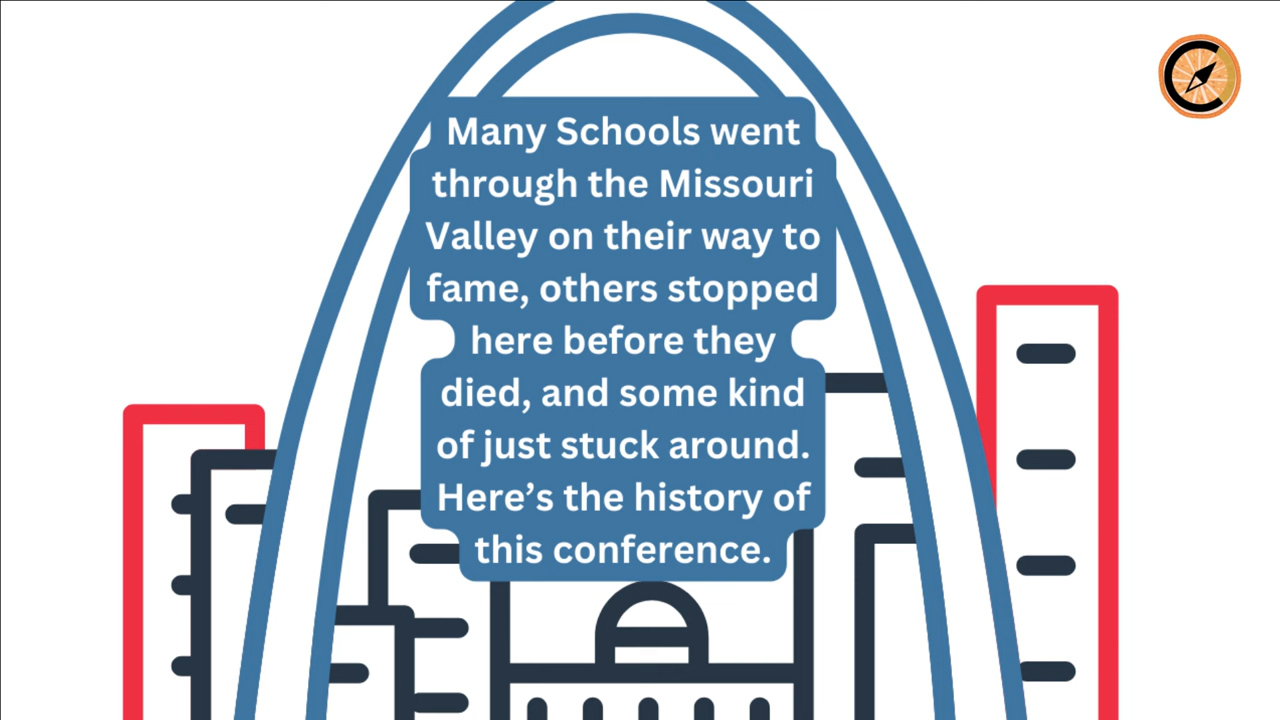 Many Schools went
through the Missouri
Valley on their way to
fame, others stopped
here before they
died, and some kind
of just stuck around.
Here’s the history of
this conference.